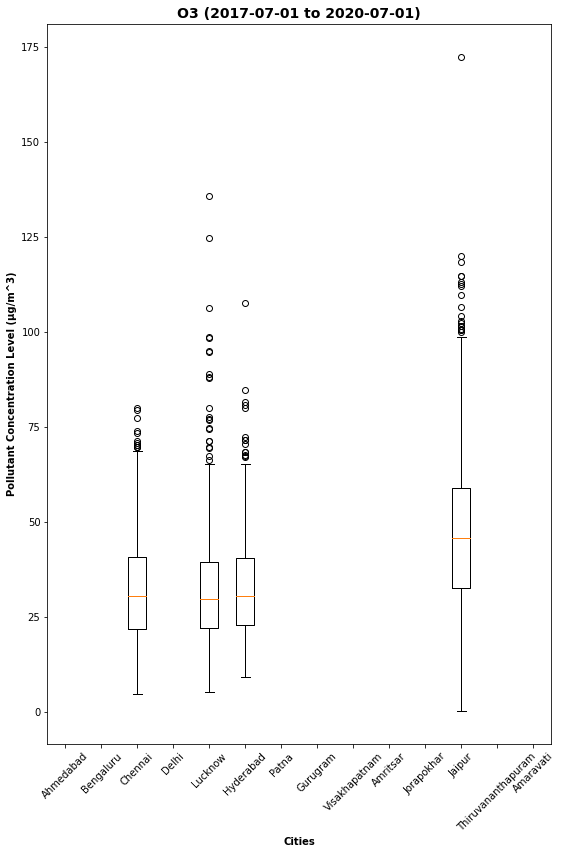 O3 (2017-07-01 to 2020-07-01)
Pollutant Concentration Level (μg/m^3)
175
150
125
100
75
50
25
0
Ahmedabad
Bengaluru
Chennai
Delhi
Lucknow
Hyderabad
Patna
Gurugram
Visakhapatnam
Amritsar
Jorapokhar
Jaipur
Thiruvananthapuram
Amaravati
Cities